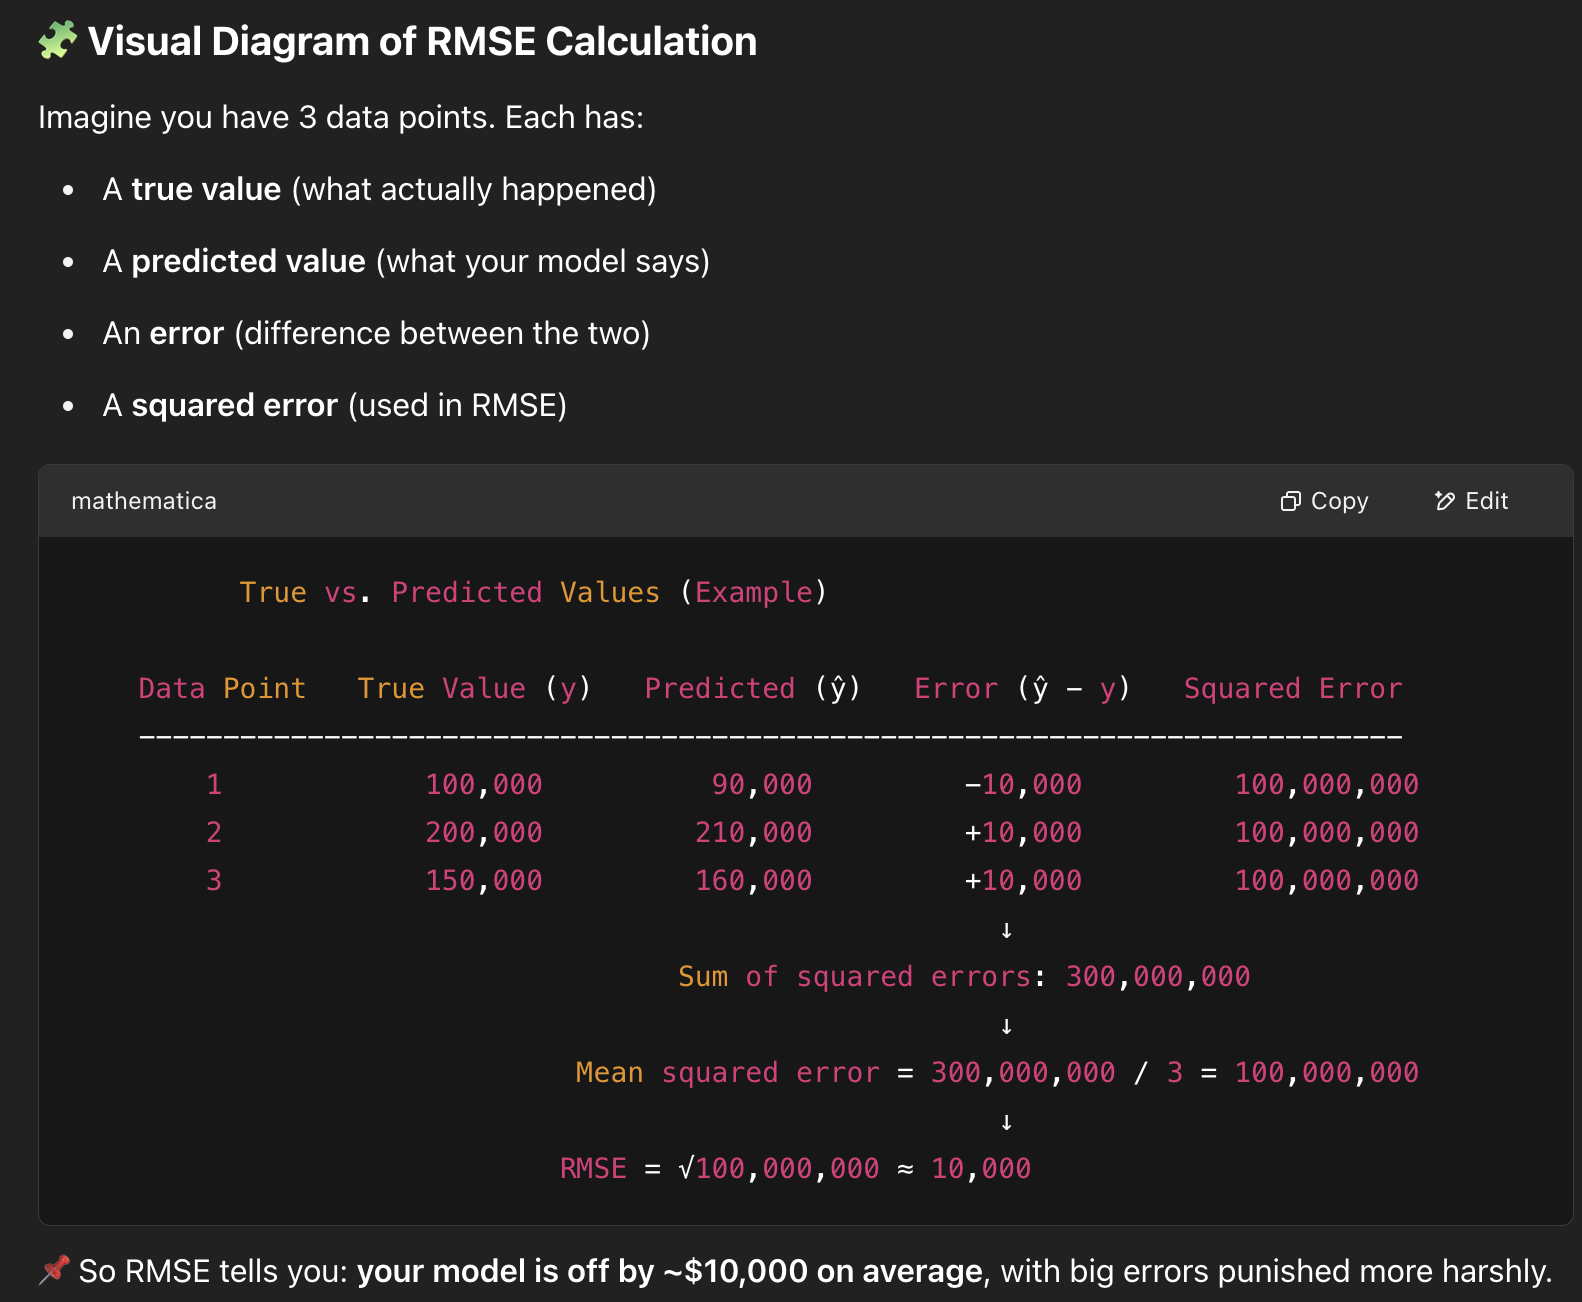 🧩 Visual Diagram of RMSE Calculation
Imagine you have 3 data points. Each has:
• A true value (what actually happened)
• A predicted value (what your model says)
• An error (difference between the two)
• A squared error (used in RMSE)
mathematica Copy Edit
True vs. Predicted Values (Example)
Data Point True Value (y) Predicted (ŷ) Error (ŷ − y) Squared Error
---------------------------------------------------------------------------
1 100,000 90,000 −10,000 100,000,000
2 200,000 210,000 +10,000 100,000,000
3 150,000 160,000 +10,000 100,000,000
↓
Sum of squared errors: 300,000,000
↓
Mean squared error = 300,000,000 / 3 = 100,000,000
↓
RMSE = √100,000,000 ≈ 10,000
📌 So RMSE tells you: your model is off by ~$10,000 on average, with big errors punished more harshly.